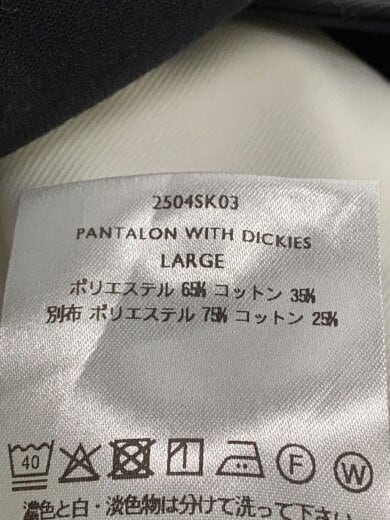 2504SK03
PANTALON WITH DICKIES
LARGE
ポリエステル 65% コットン 35%
別布 ポリエステル 75% コットン 25%
40 F W
濃色と白・淡色物は分けて洗って下さい